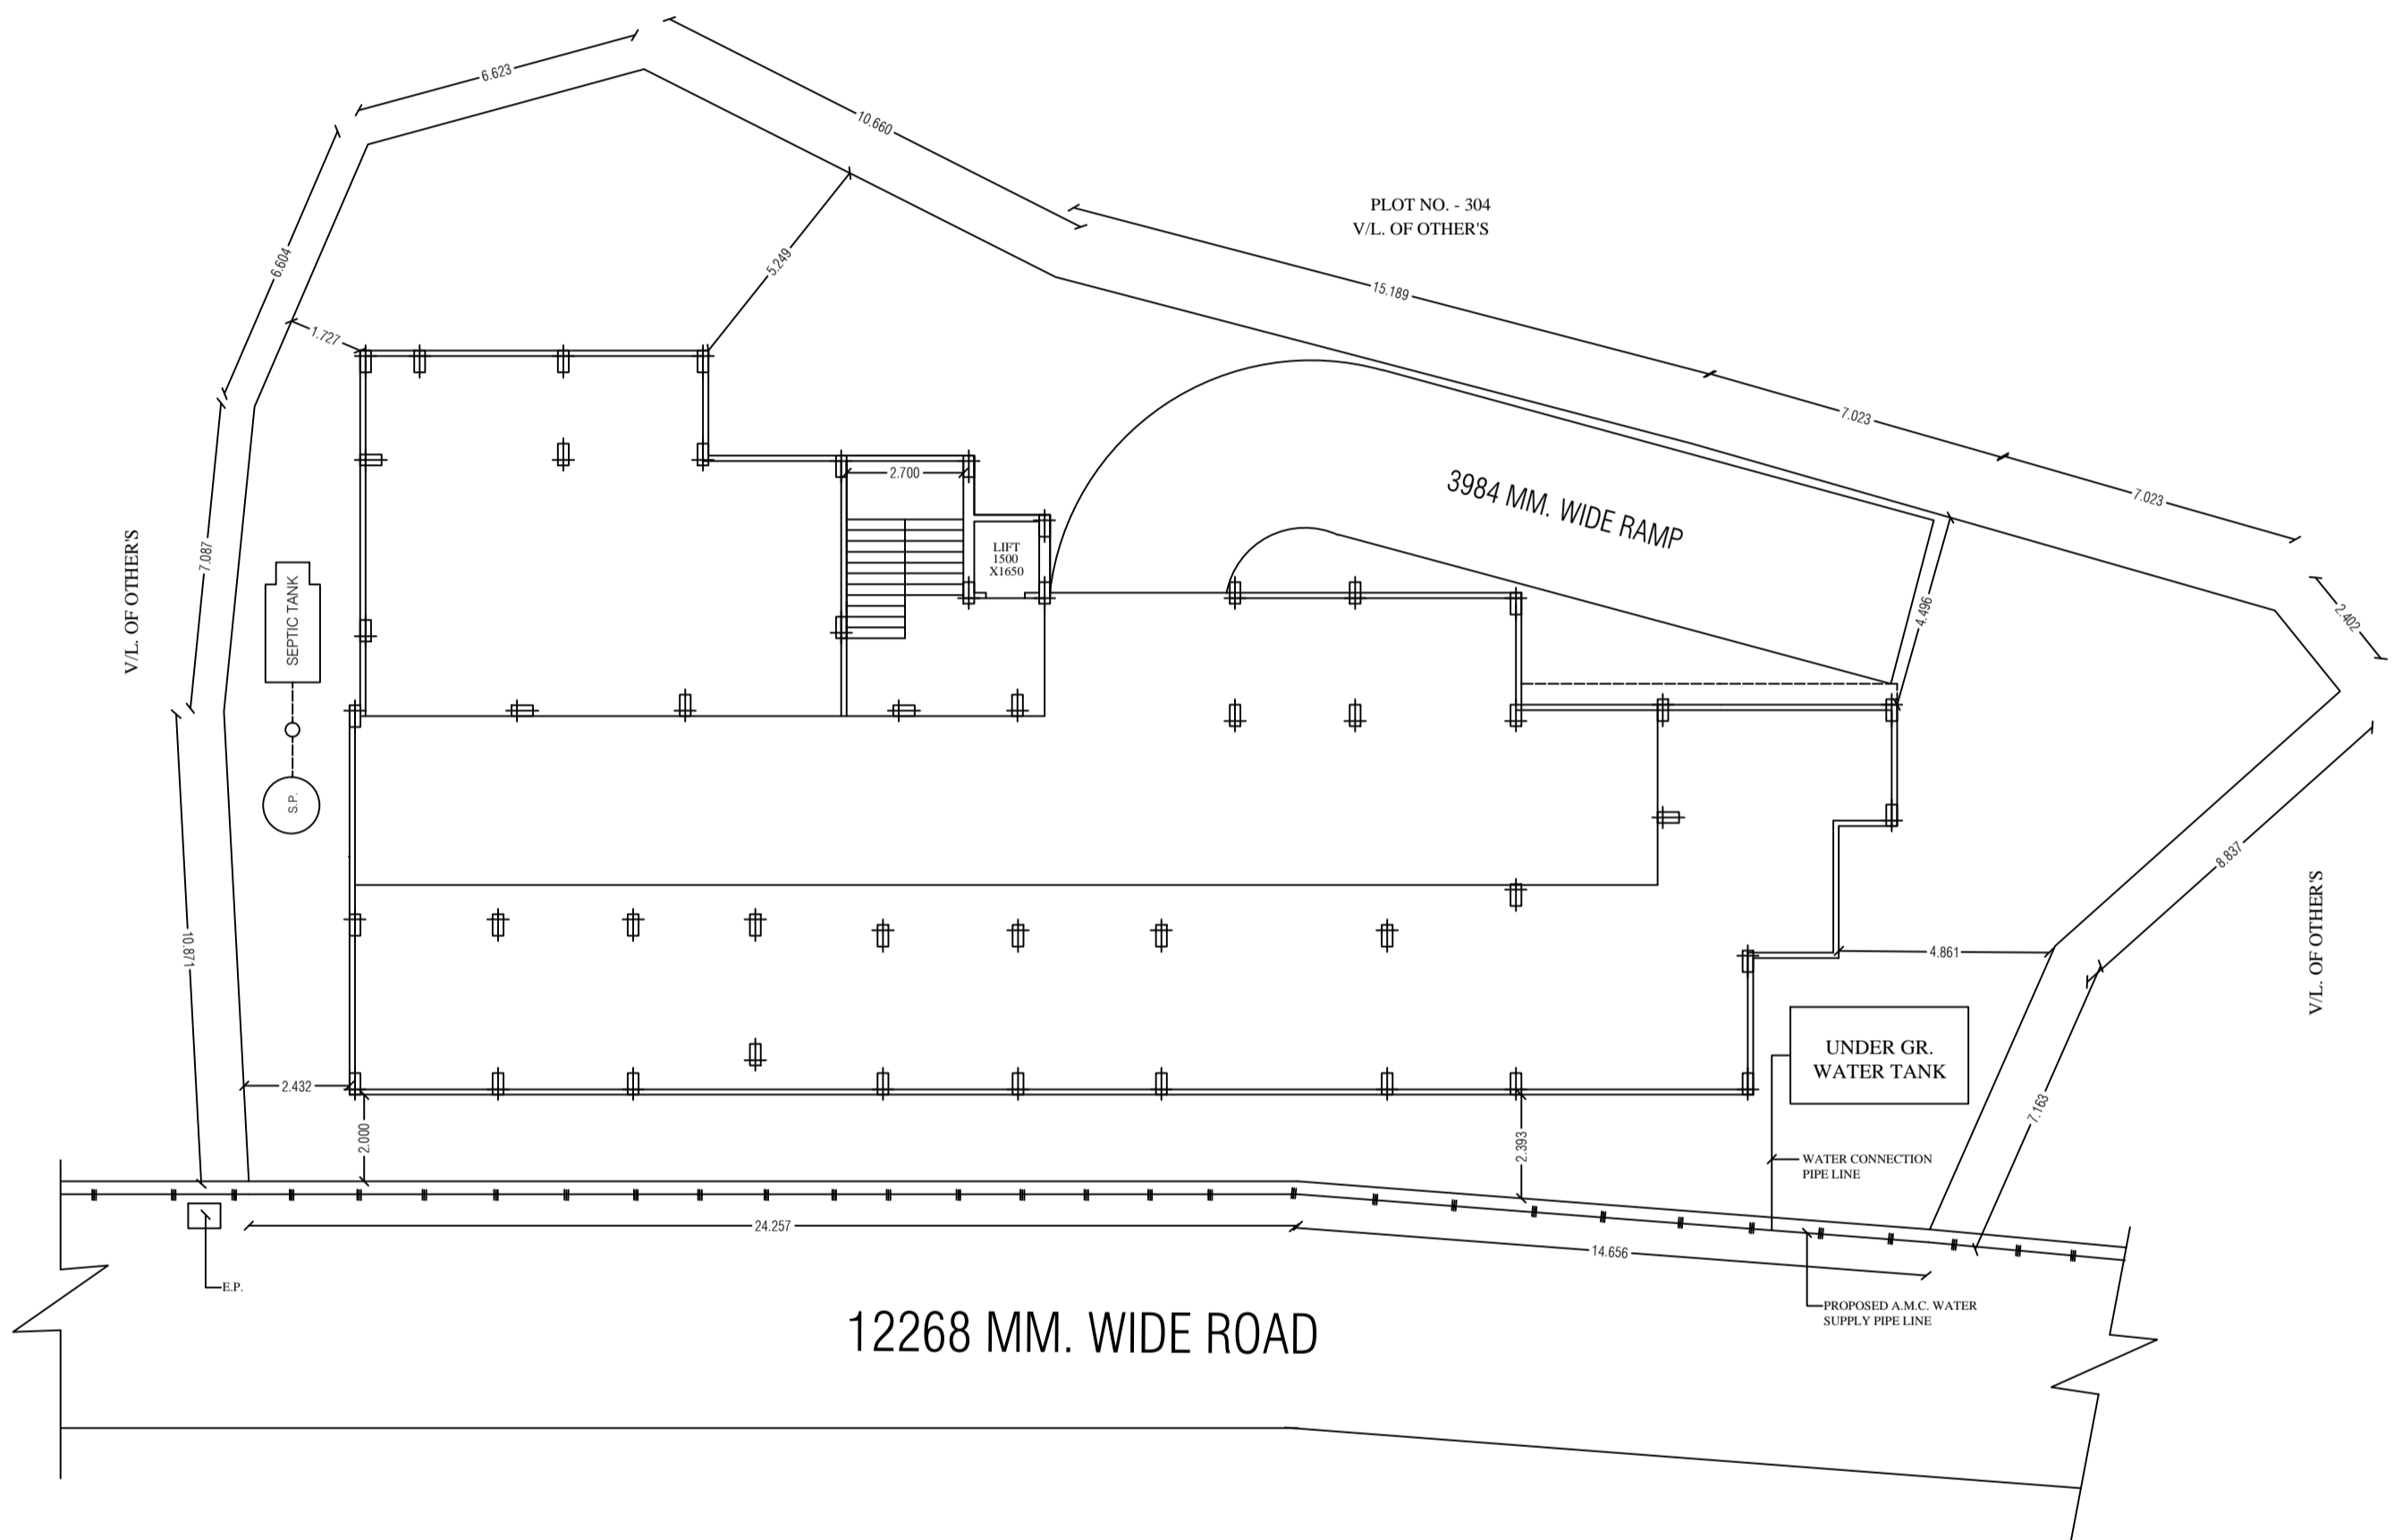 6.623
10.660
PLOT NO. - 304
V/L. OF OTHER'S
15.189
6.604
5.249
1.727
7.023
7.023
2.700
3984 MM. WIDE RAMP
LIFT
1500
X1650
7.087
V/L. OF OTHER'S
SEPTIC TANK
4.496
2.402
S.P.
8.837
10.871
4.861
V/L. OF OTHER'S
UNDER GR.
WATER TANK
2.432
2.000
2.393
7.163
WATER CONNECTION
PIPE LINE
24.257
14.656
E.P.
PROPOSED A.M.C. WATER
SUPPLY PIPE LINE
12268 MM. WIDE ROAD